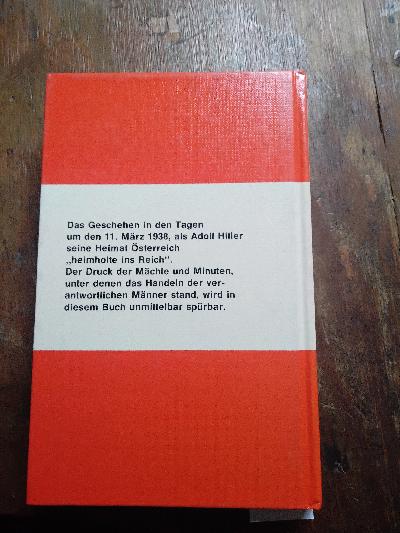 Das Geschehen in den Tagen
um den 11. März 1938, als Adolf Hitler
seine Heimat Österreich
„heimholte ins Reich".
Der Druck der Mächte und Minuten,
unter denen das Handeln der ver-
antwortlichen Männer stand, wird in
diesem Buch unmittelbar spürbar.